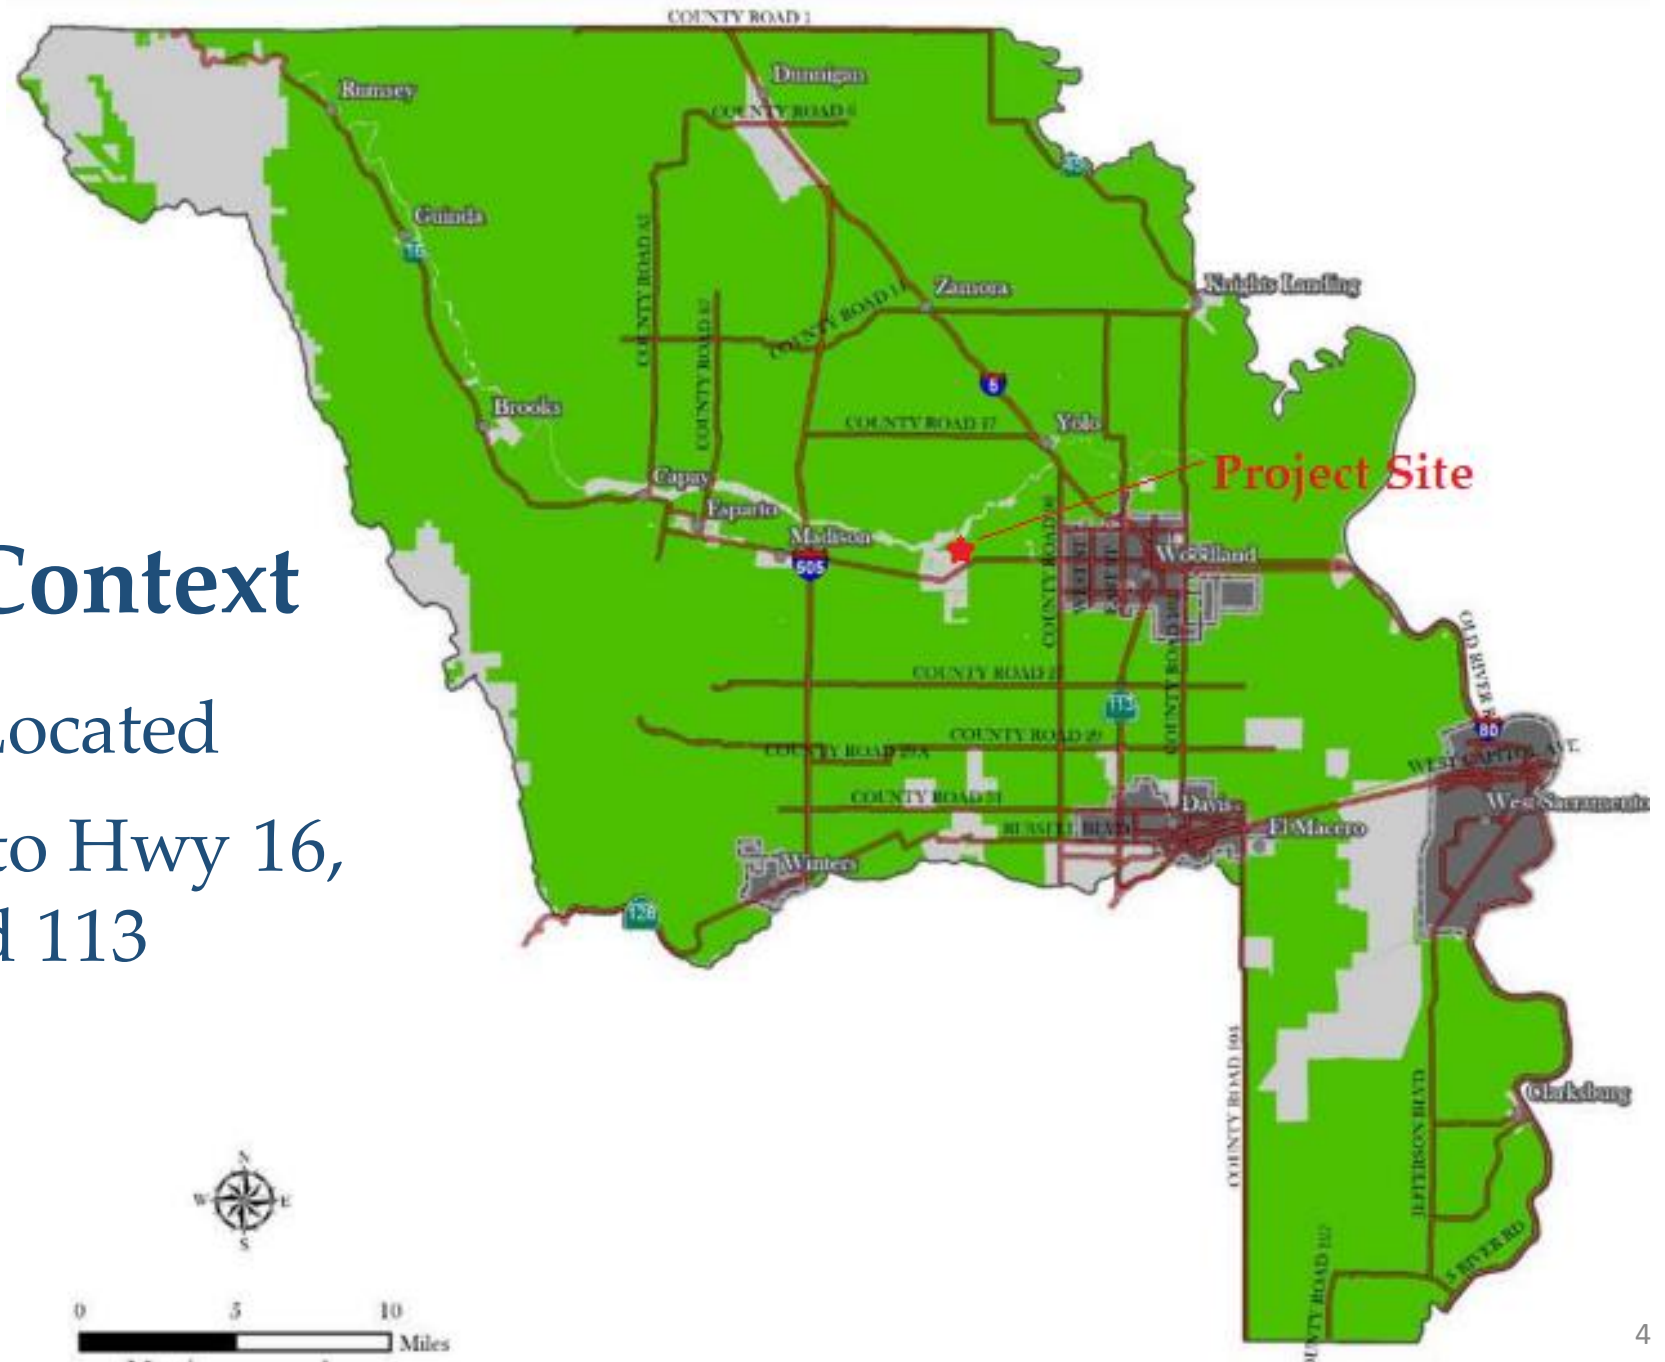 COUNTY ROAD 1
Dunnigan
Rumsey
COUNTY ROAD 6
Guinda
16
Knights Landing
Zamora
5
Brooks
COUNTY ROAD 17
Yolo
Project Site
Capay
Esparto
Madison
505
Woodland
Context
Located
COUNTY ROAD 27
to Hwy 16,
113
COUNTY ROAD 29
COUNTY ROAD 29A
80
WEST CAPITOL AVE.
COUNTY ROAD 31
Davis
West Sacramento
RUSSELL BLVD
El Macero
Winters
128
113
COUNTY ROAD 104
JEFFERSON BLVD
Clarksburg
N
W E
S
S RIVER RD
0 5 10
Miles
4